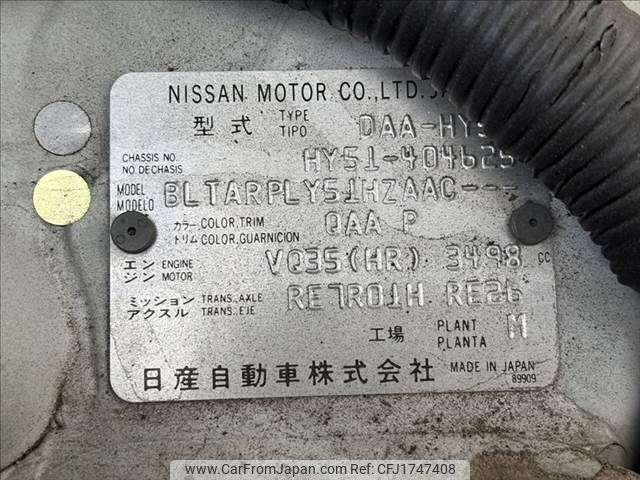 NISSAN MOTOR CO.,LTD. JA
型式 TYPE TIPO DAA-HY5
CHASSIS NO. NO.DE CHASIS HY51-404625
MODEL MODELO BLTARPLY51HZAAC---
カラー トリム COLOR,TRIM COLOR,GUARNICION QAA P
エンジン ENGINE MOTOR VQ35(HR) 3498 CC
ミッション アクスル TRANS.,AXLE TRANS.,EJE RE7R01H RE26
工場 PLANT PLANTA M
日産自動車株式会社 MADE IN JAPAN
89909
www.CarFromJapan.com | Ref No. CFJ1747408